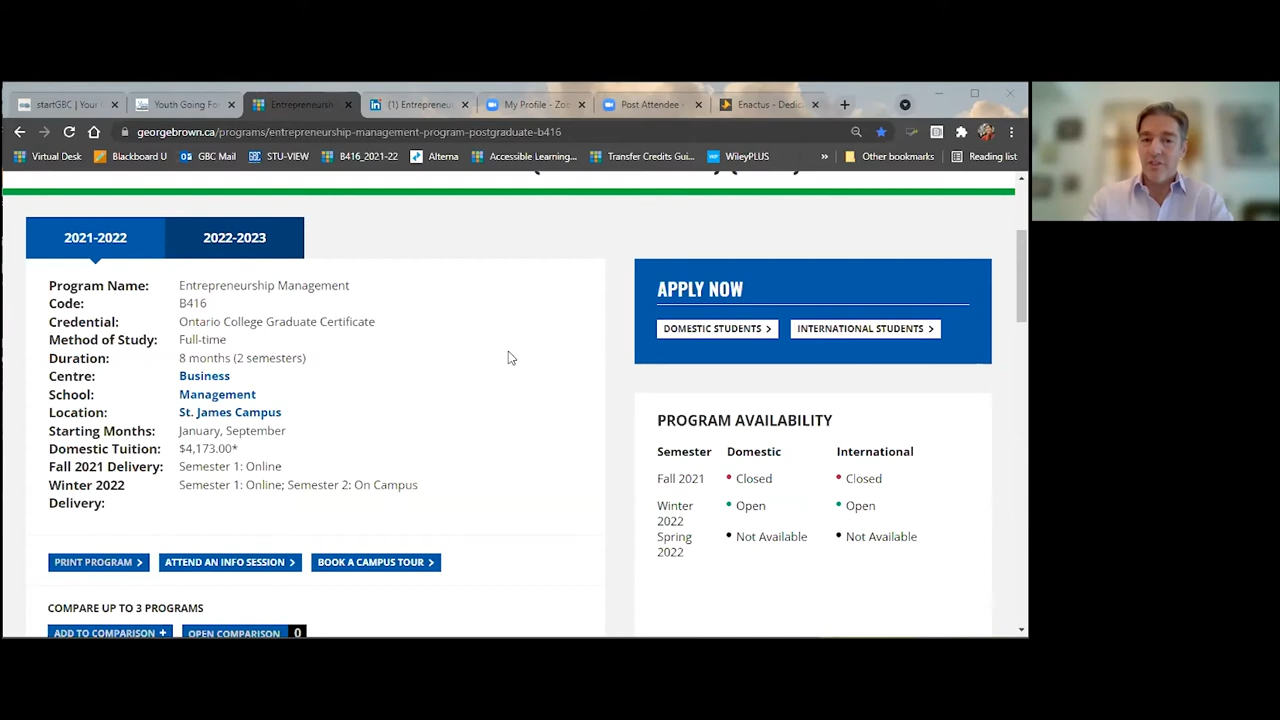 startGBC | Your
Youth Going Fo
Entrepreneursh
(1) Entrepreneu
My Profile - Zo
Post Attendee -
Enactus - Dedic
georgebrown.ca/programs/entrepreneurship-management-program-postgraduate-b416
Virtual Desk
Blackboard U
GBC Mail
STU-VIEW
B416_2021-22
Alterna
Accessible Learning...
Transfer Credits Gui...
WileyPLUS
»
Other bookmarks
Reading list
2021-2022
2022-2023
Program Name: Entrepreneurship Management
Code: B416
Credential: Ontario College Graduate Certificate
Method of Study: Full-time
Duration: 8 months (2 semesters)
Centre: Business
School: Management
Location: St. James Campus
Starting Months: January, September
Domestic Tuition: $4,173.00*
Fall 2021 Delivery: Semester 1: Online
Winter 2022 Semester 1: Online; Semester 2: On Campus
Delivery:
PRINT PROGRAM >
ATTEND AN INFO SESSION >
BOOK A CAMPUS TOUR >
COMPARE UP TO 3 PROGRAMS
ADD TO COMPARISON +
OPEN COMPARISON 0
APPLY NOW
DOMESTIC STUDENTS >
INTERNATIONAL STUDENTS >
PROGRAM AVAILABILITY
Semester Domestic International
Fall 2021 Closed Closed
Winter Open Open
2022
Spring Not Available Not Available
2022